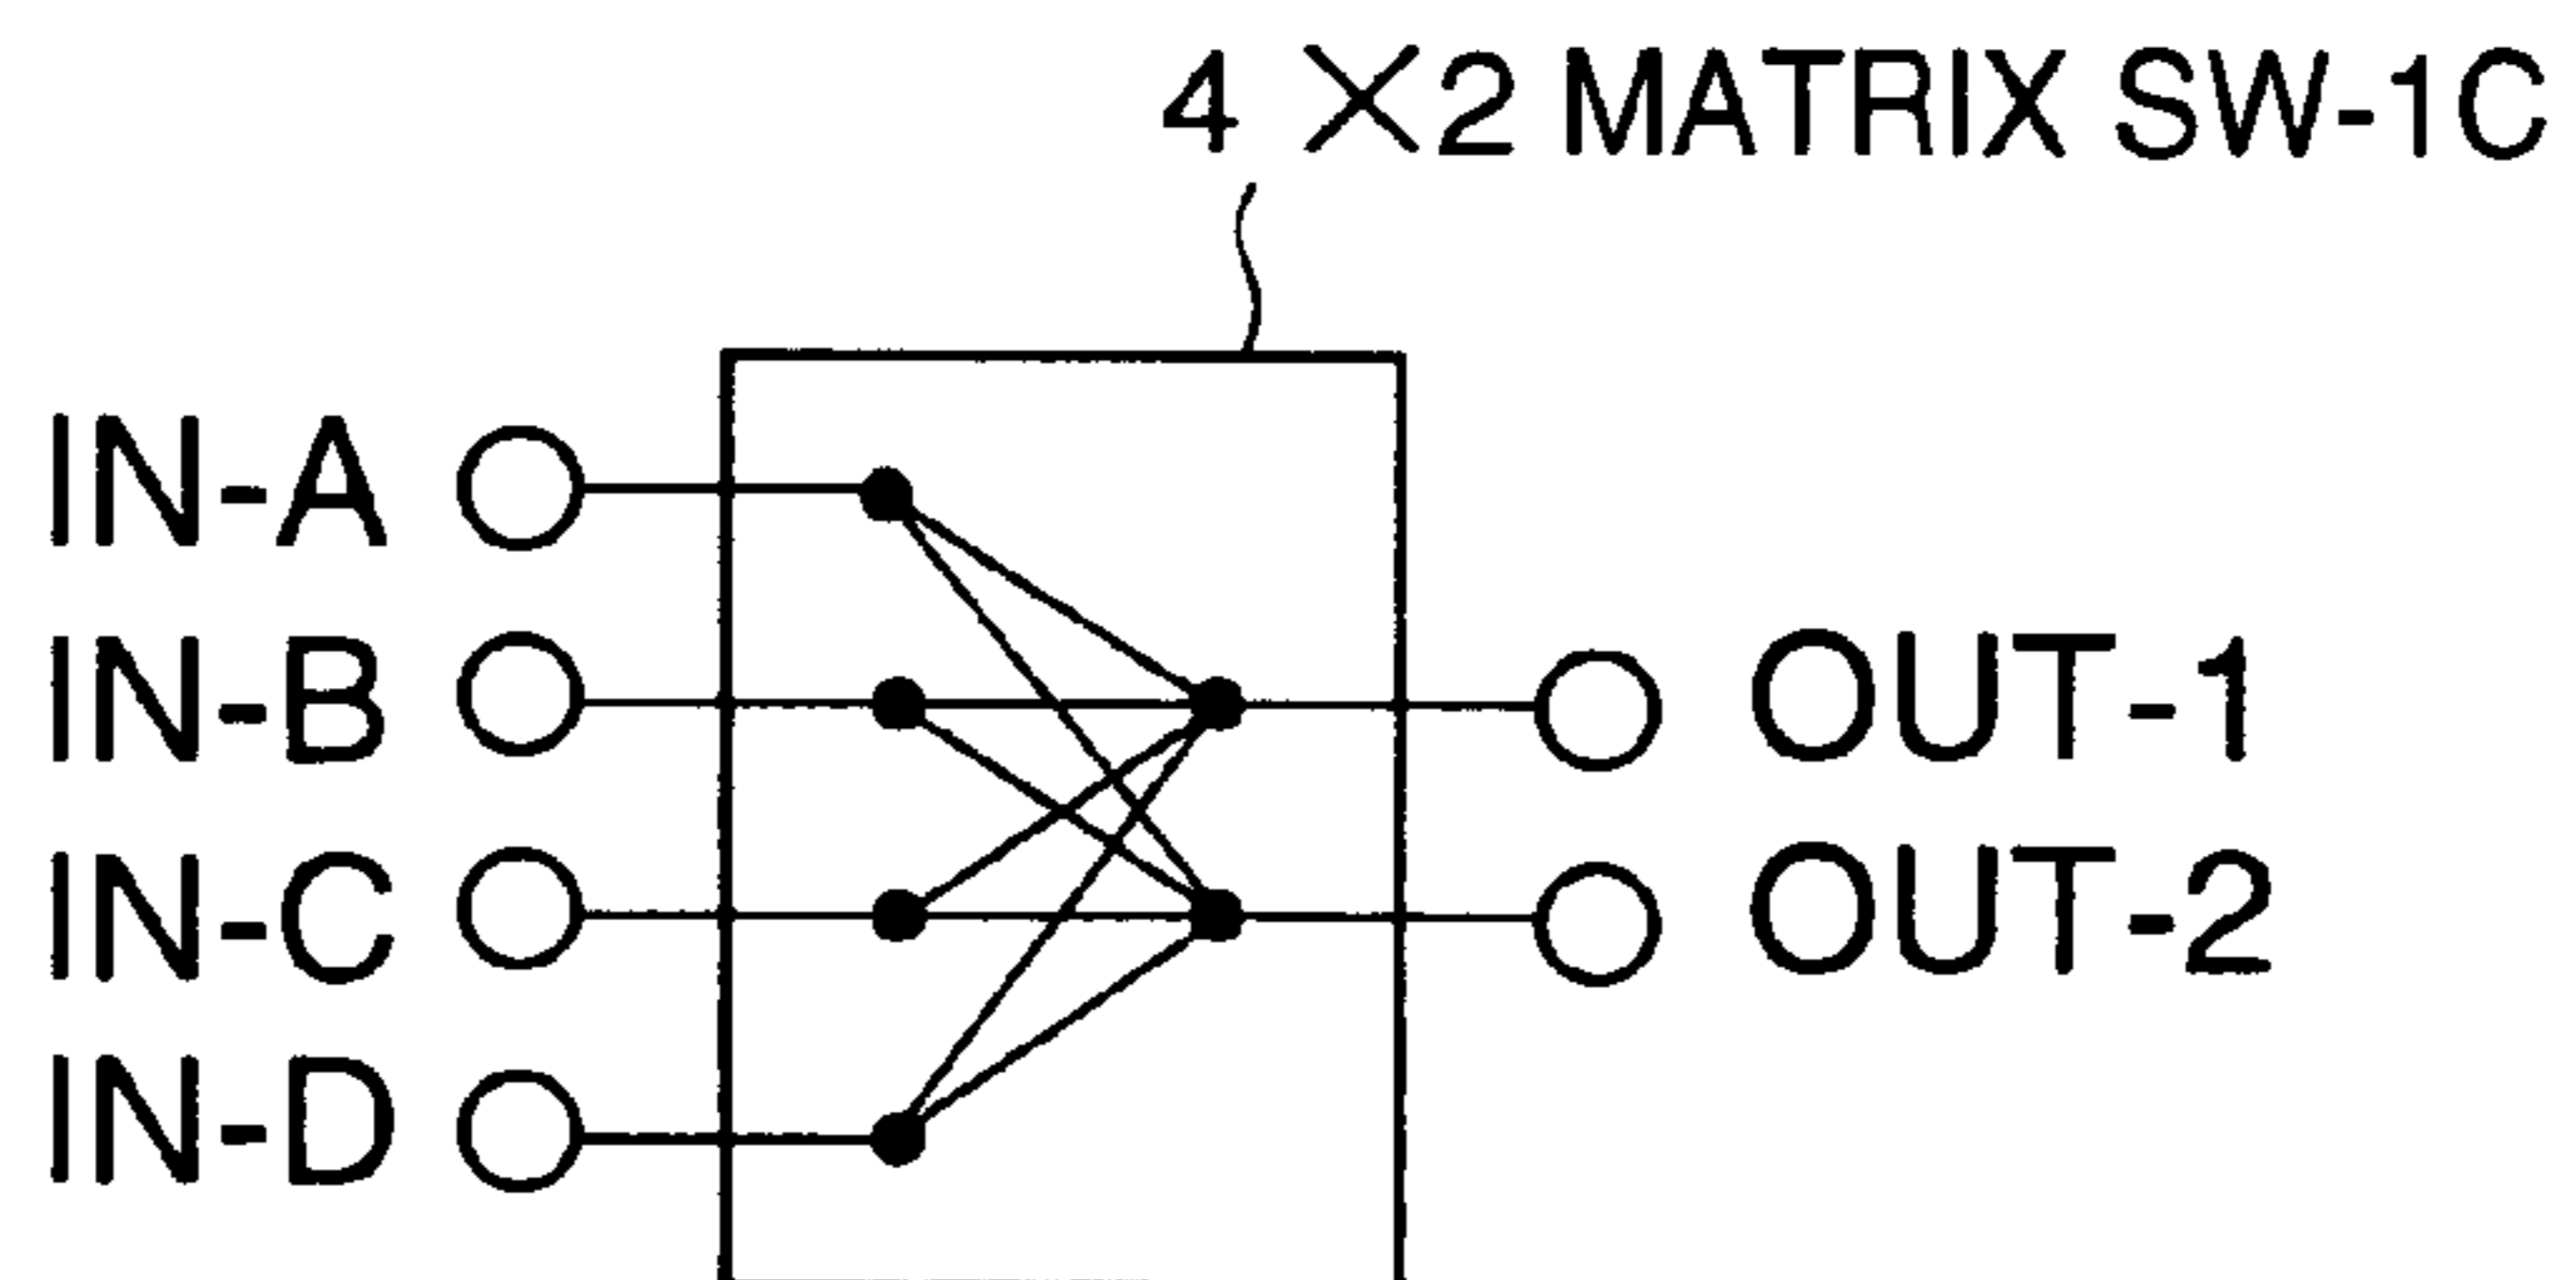 4 ×2 MATRIX SW-1C
IN-A
IN-B
OUT-1
IN-C
OUT-2
IN-D